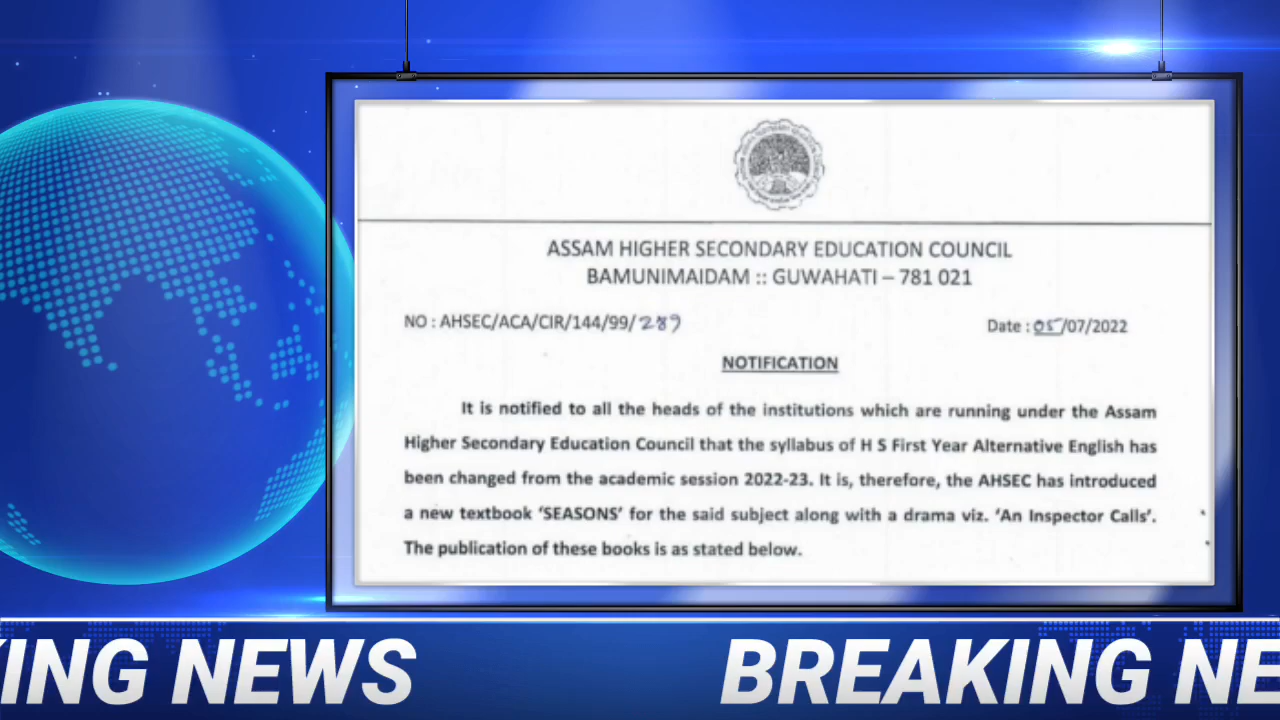 ASSAM HIGHER SECONDARY EDUCATION COUNCIL
BAMUNIMAIDAM :: GUWAHATI – 781 021
NO : AHSEC/ACA/CIR/144/99/289
Date : 05/07/2022
NOTIFICATION
It is notified to all the heads of the institutions which are running under the Assam
Higher Secondary Education Council that the syllabus of H S First Year Alternative English has
been changed from the academic session 2022-23. It is, therefore, the AHSEC has introduced
a new textbook ‘SEASONS’ for the said subject along with a drama viz. ‘An Inspector Calls’.
The publication of these books is as stated below.
KING NEWS BREAKING NE